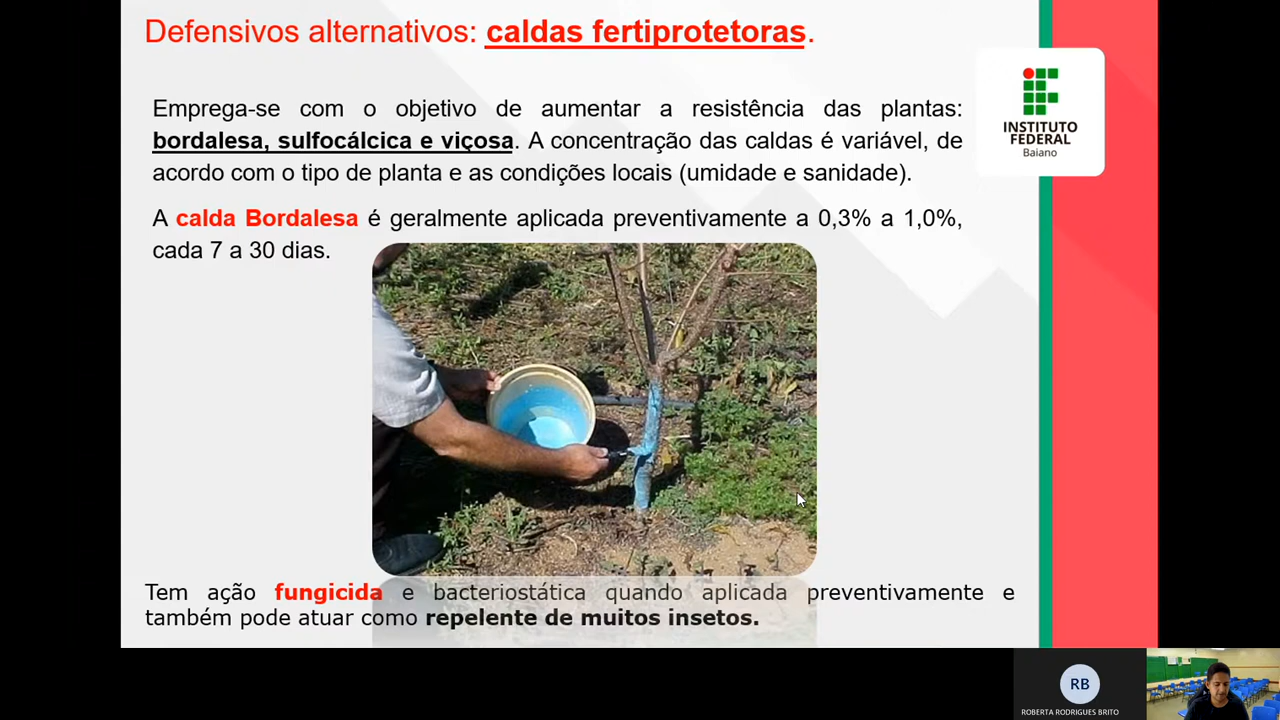 Defensivos alternativos: caldas fertiprotetoras.
Emprega-se com o objetivo de aumentar a resistência das plantas:
bordalesa, sulfocálcica e viçosa. A concentração das caldas é variável, de
acordo com o tipo de planta e as condições locais (umidade e sanidade).
A calda Bordalesa é geralmente aplicada preventivamente a 0,3% a 1,0%,
cada 7 a 30 dias.
INSTITUTO
FEDERAL
Baiano
Tem ação fungicida e bacteriostática quando aplicada preventivamente e
também pode atuar como repelente de muitos insetos.
RB
ROBERTA RODRIGUES BRITO